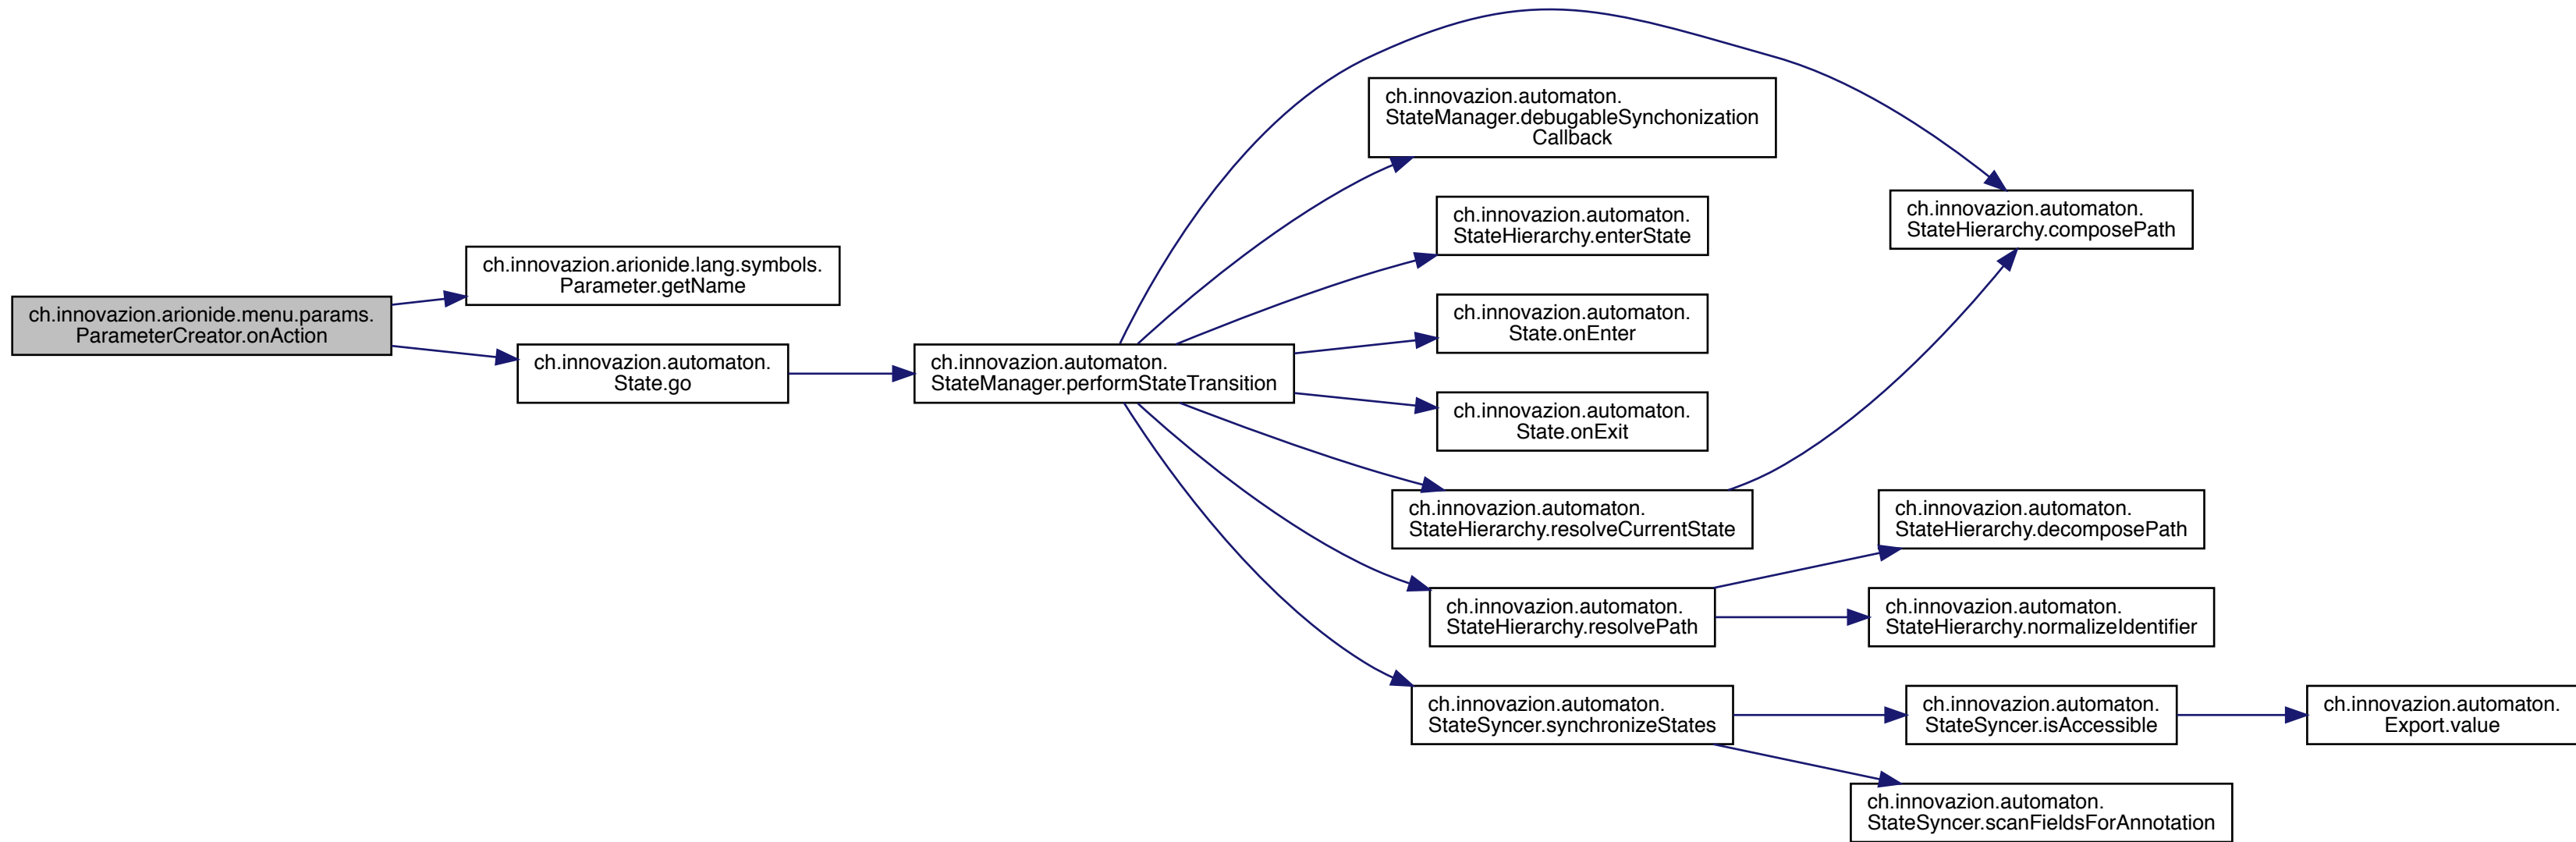 ch.innovazion.arionide.menu.params.
ParameterCreator.onAction
ch.innovazion.arionide.lang.symbols.
Parameter.getName
ch.innovazion.automaton.
State.go
ch.innovazion.automaton.
StateManager.performStateTransition
ch.innovazion.automaton.
StateManager.debugableSynchonization
Callback
ch.innovazion.automaton.
StateHierarchy.enterState
ch.innovazion.automaton.
State.onEnter
ch.innovazion.automaton.
State.onExit
ch.innovazion.automaton.
StateHierarchy.resolveCurrentState
ch.innovazion.automaton.
StateHierarchy.resolvePath
ch.innovazion.automaton.
StateSyncer.synchronizeStates
ch.innovazion.automaton.
StateHierarchy.composePath
ch.innovazion.automaton.
StateHierarchy.decomposePath
ch.innovazion.automaton.
StateHierarchy.normalizeIdentifier
ch.innovazion.automaton.
StateSyncer.isAccessible
ch.innovazion.automaton.
StateSyncer.scanFieldsForAnnotation
ch.innovazion.automaton.
Export.value